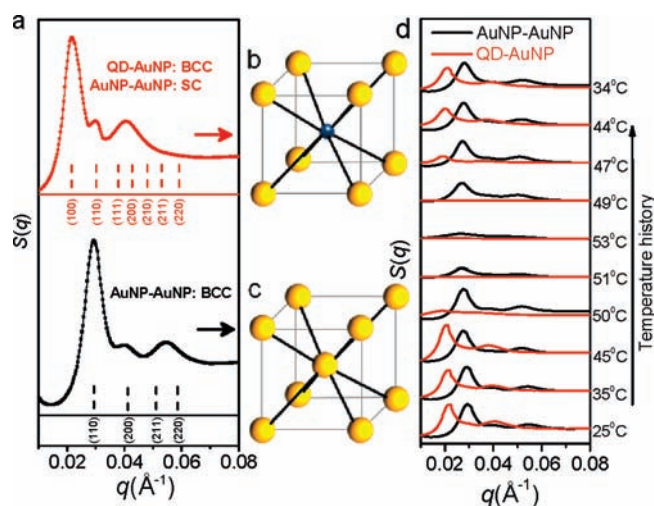 a
QD-AuNP: BCC
AuNP-AuNP: SC
(100)
(110)
(111)
(200)
(210)
(211)
(220)
S(q)
AuNP-AuNP: BCC
(110)
(200)
(211)
(220)
0.02 0.04 0.06 0.08
q(Å⁻¹)
b
c
d
AuNP-AuNP
QD-AuNP
34°C
44°C
47°C
49°C
53°C
51°C
50°C
45°C
35°C
25°C
S(q)
Temperature history
0.02 0.04 0.06 0.08
q(Å⁻¹)